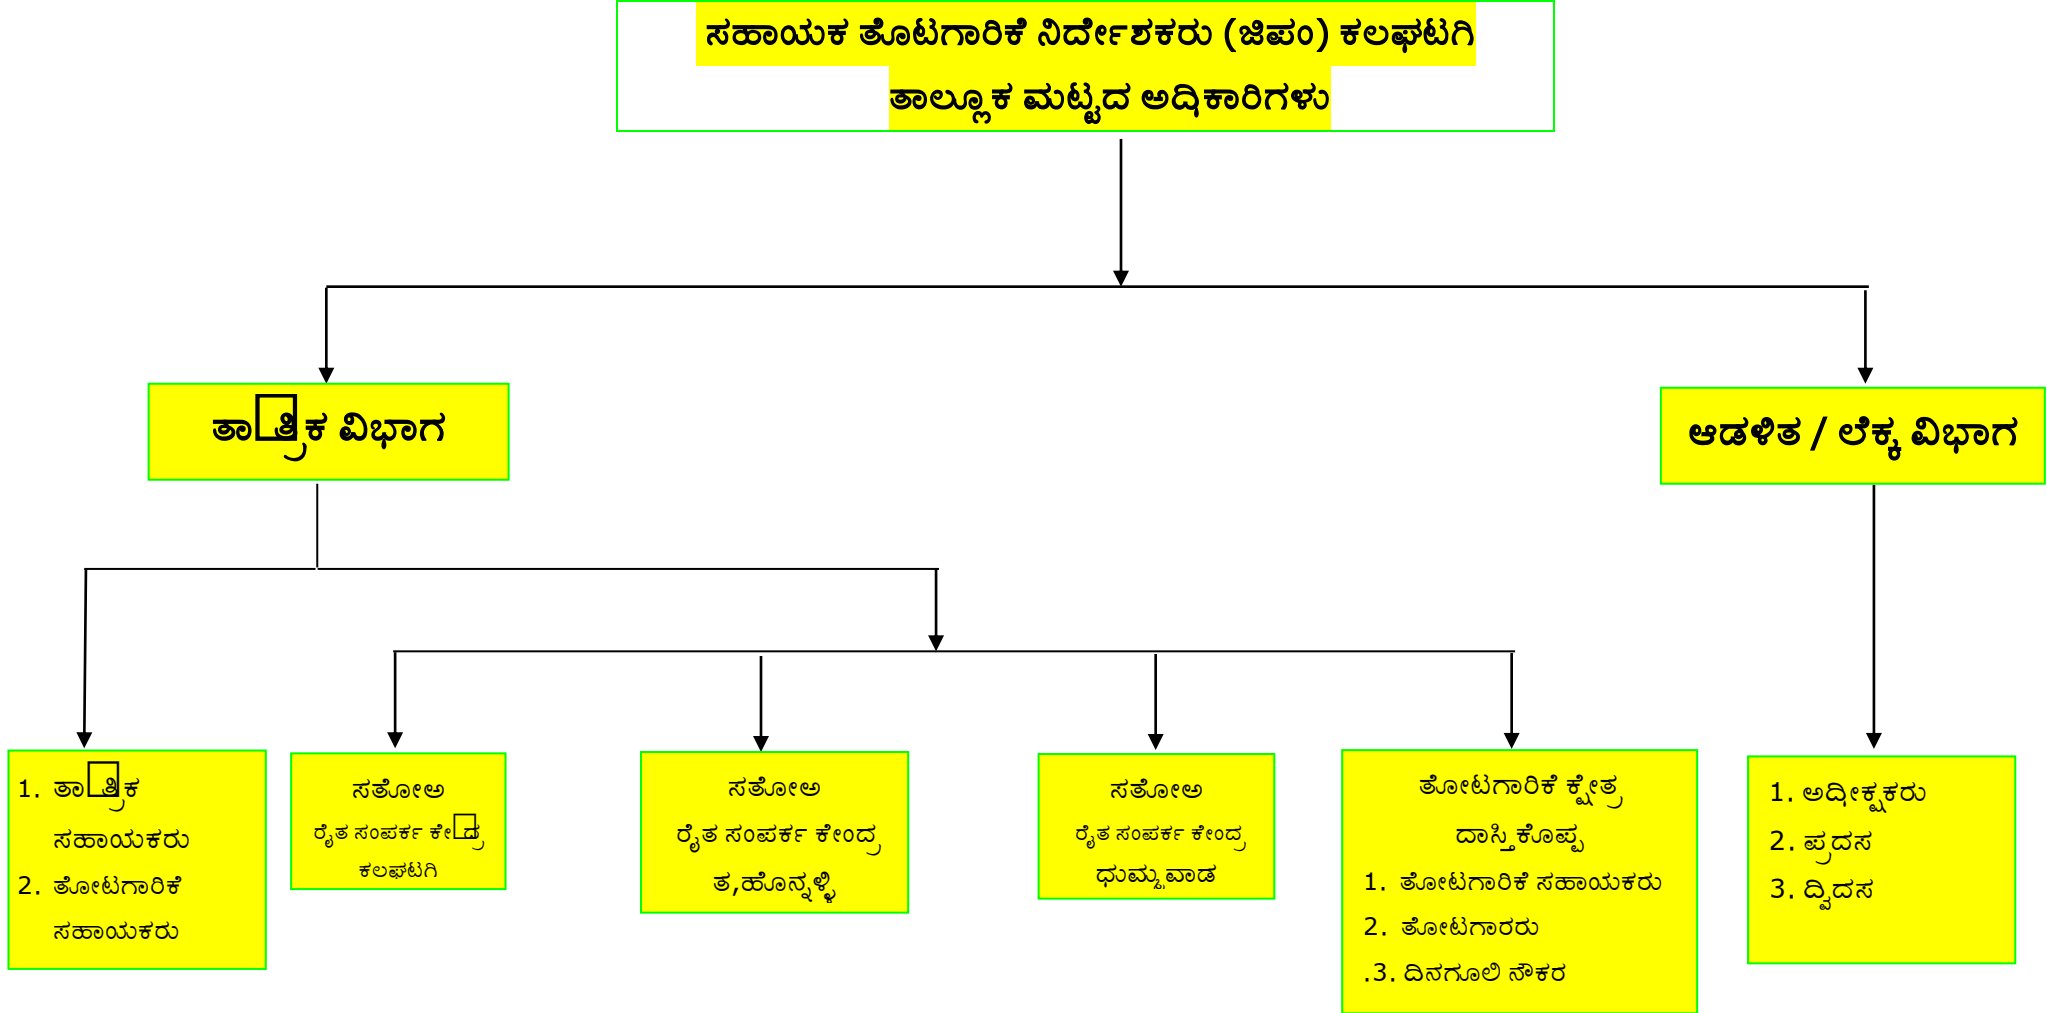 ಸಹಾಯಕ ತೊಟಗಾರಿಕೆ ನಿರ್ದೇಶಕರು (ಜಿಪಂ) ಕಲಘಟಗಿ
ತಾಲ್ಲೂಕ ಮಟ್ಟದ ಅಧಿಕಾರಿಗಳು
ವಿಭಾಗ
ಆಡಳಿತ / ಲೆಕ್ಕ ವಿಭಾಗ
1.
ಸಹಾಯಕರು
2. ತೋಟಗಾರಿಕೆ
ಸಹಾಯಕರು
ಸತೋಅ
ರೈತ ಸಂಪರ್ಕ
ಕಲಘಟಗಿ
ಸತೋಅ
ರೈತ ಸಂಪರ್ಕ ಕೇಂದ್ರ
ತ,ಹೊನ್ನಳ್ಳಿ
ಸತೋಅ
ರೈತ ಸಂಪರ್ಕ ಕೇಂದ್ರ
ಧುಮ್ಮವಾಡ
ತೋಟಗಾರಿಕೆ ಕ್ಷೇತ್ರ
ದಾಸ್ತಿಕೊಪ್ಪ
1. ತೋಟಗಾರಿಕೆ ಸಹಾಯಕರು
2. ತೋಟಗಾರರು
.3. ದಿನಗೂಲಿ ನೌಕರ
1. ಅಧೀಕ್ಷಕರು
2. ಪ್ರದಸ
3. ದ್ವಿದಸ